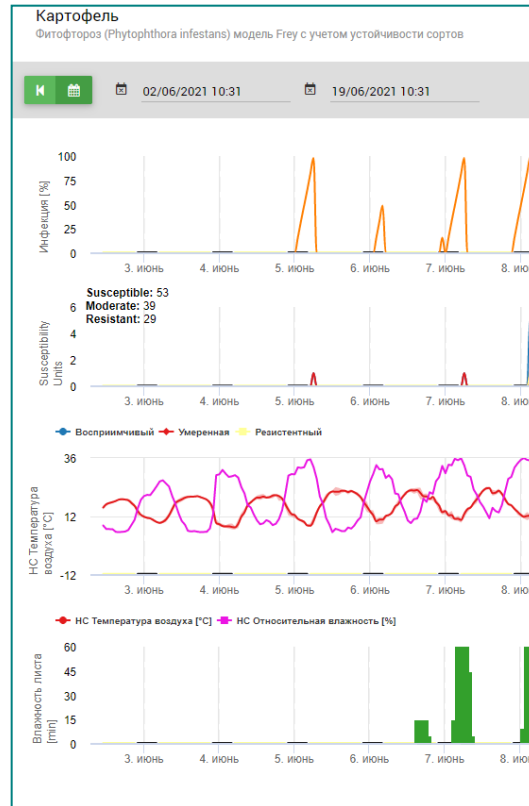 Картофель
Фитофтороз (Phytophthora infestans) модель Frey с учетом устойчивости сортов
02/06/2021 10:31 19/06/2021 10:31
Инфекция [%]
100
75
50
25
0
3. июнь 4. июнь 5. июнь 6. июнь 7. июнь 8. июн
Susceptible: 53
Moderate: 39
Resistant: 29
Susceptibility
Units
6
4
2
0
3. июнь 4. июнь 5. июнь 6. июнь 7. июнь 8. июн
Восприимчивый Умеренная Резистентный
НС Температура
воздуха [°C]
36
12
-12
3. июнь 4. июнь 5. июнь 6. июнь 7. июнь 8. июн
НС Температура воздуха [°C] НС Относительная влажность [%]
Влажность листа
[min]
60
45
30
15
0
3. июнь 4. июнь 5. июнь 6. июнь 7. июнь 8. июн